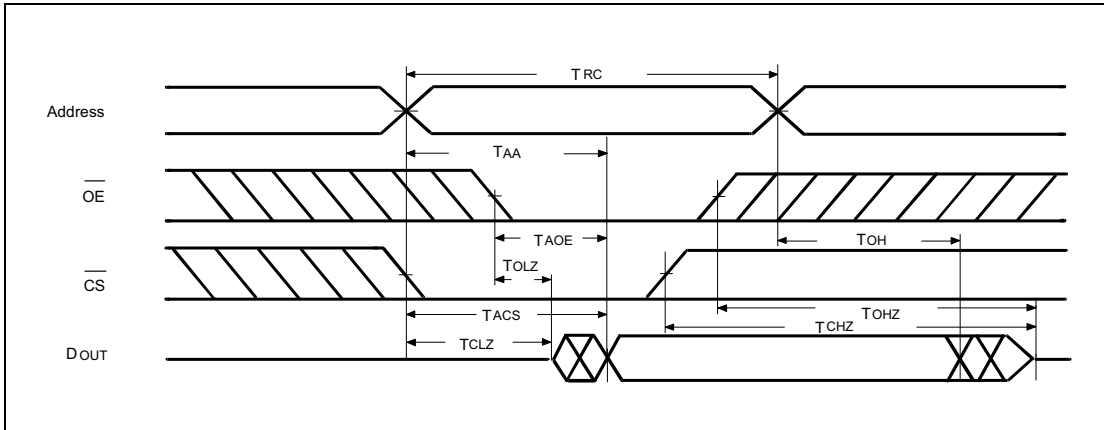 TRC
Address
TAA
OE
TAOE
TOH
TOLZ
CS
TACS
TOHZ
TCHZ
TCLZ
DOUT